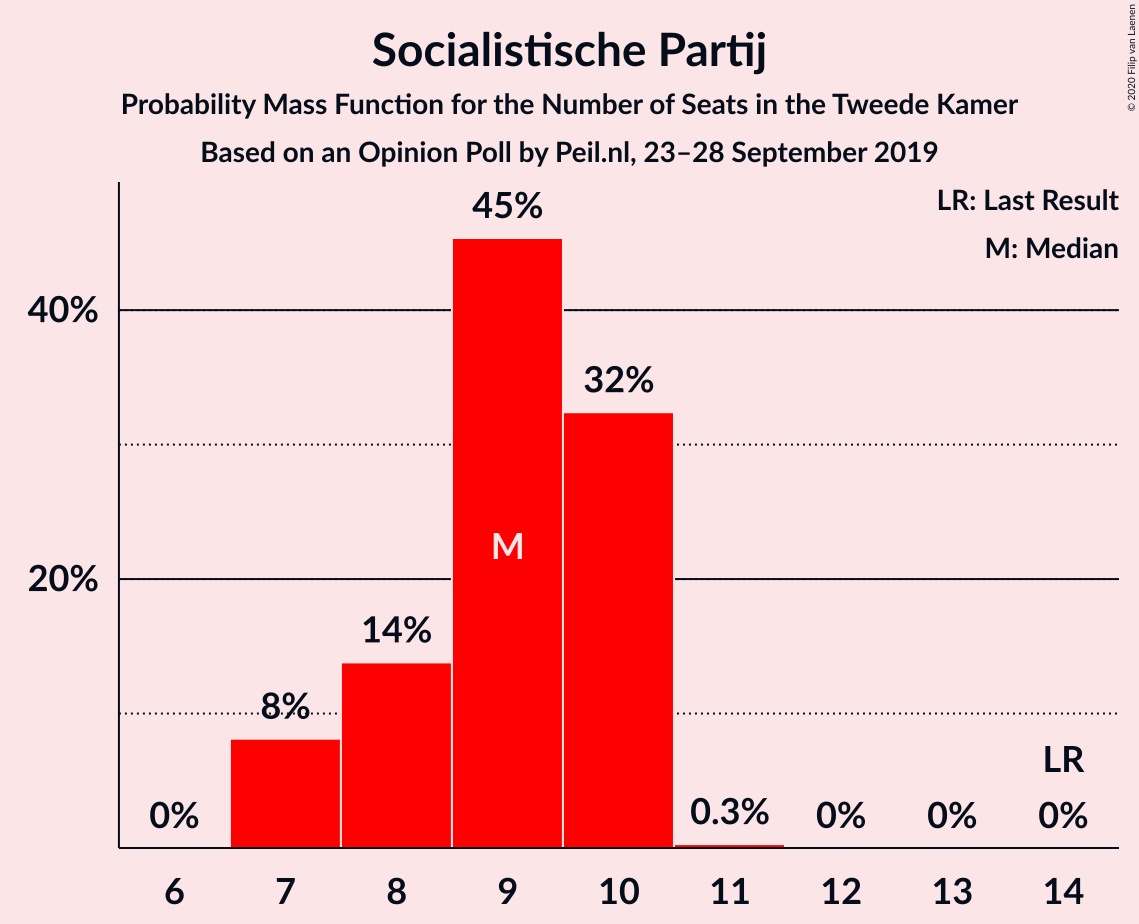 Socialistische Partij
Probability Mass Function for the Number of Seats in the Tweede Kamer
Based on an Opinion Poll by Peil.nl, 23–28 September 2019
© 2020 Filip van Laenen
LR: Last Result
M: Median
45%
40%
32%
M
20%
14%
8%
LR
0%
0.3%
0%
0%
0%
6
7
8
9
10
11
12
13
14